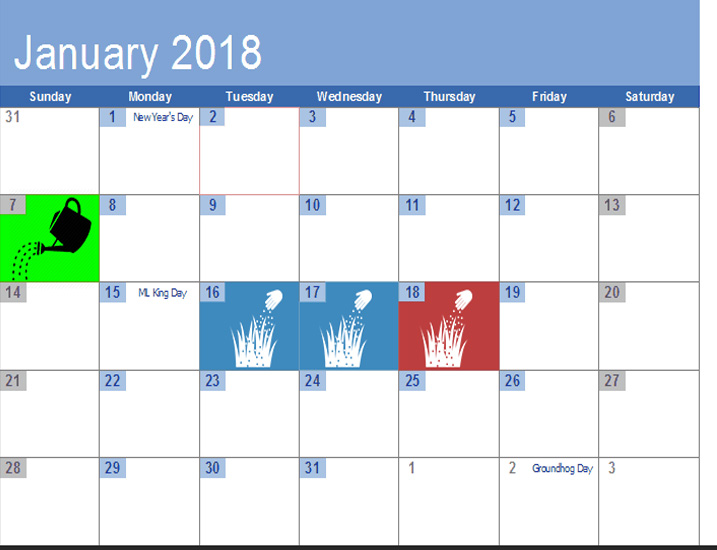 January 2018
Sunday Monday Tuesday Wednesday Thursday Friday Saturday
31 1 New Year's Day 2 3 4 5 6
7 8 9 10 11 12 13
14 15 ML King Day 16 17 18 19 20
21 22 23 24 25 26 27
28 29 30 31 1 2 Groundhog Day 3